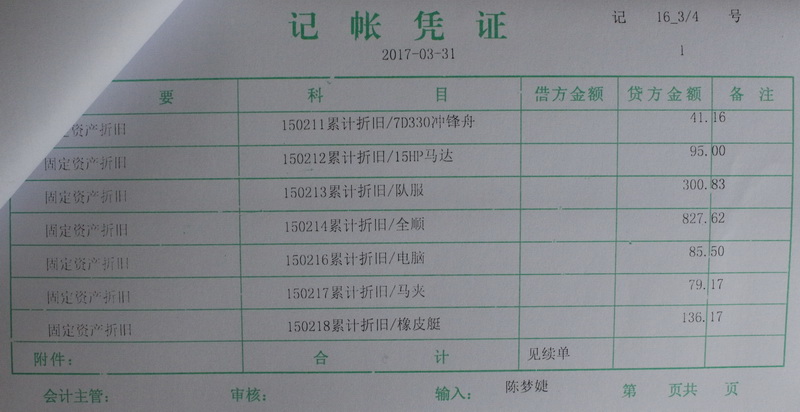 记帐凭证
记 16_3/4 号
2017-03-31 1
要 科目 借方金额 贷方金额 备注
定资产折旧 150211累计折旧/7D330冲锋舟 41.16
固定资产折旧 150212累计折旧/15HP马达 95.00
固定资产折旧 150213累计折旧/队服 300.83
固定资产折旧 150214累计折旧/全顺 827.62
固定资产折旧 150216累计折旧/电脑 85.50
固定资产折旧 150217累计折旧/马夹 79.17
固定资产折旧 150218累计折旧/橡皮艇 136.17
附件: 合计 见续单
会计主管: 审核: 输入: 陈梦婕 第 页共 页